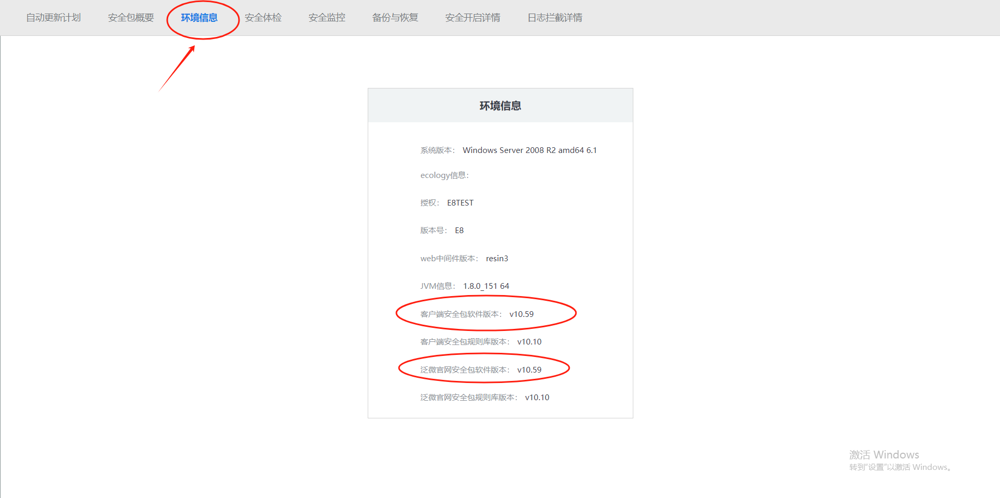 自动更新计划 安全包概要 环境信息 安全体检 安全监控 备份与恢复 安全开启详情 日志拦截详情
环境信息
系统版本： Windows Server 2008 R2 amd64 6.1
ecology信息：
授权： E8TEST
版本号： E8
web中间件版本： resin3
JVM信息： 1.8.0_151 64
客户端安全包软件版本： v10.59
客户端安全包规则库版本： v10.10
泛微官网安全包软件版本： v10.59
泛微官网安全包规则库版本： v10.10
激活 Windows
转到"设置"以激活 Windows。